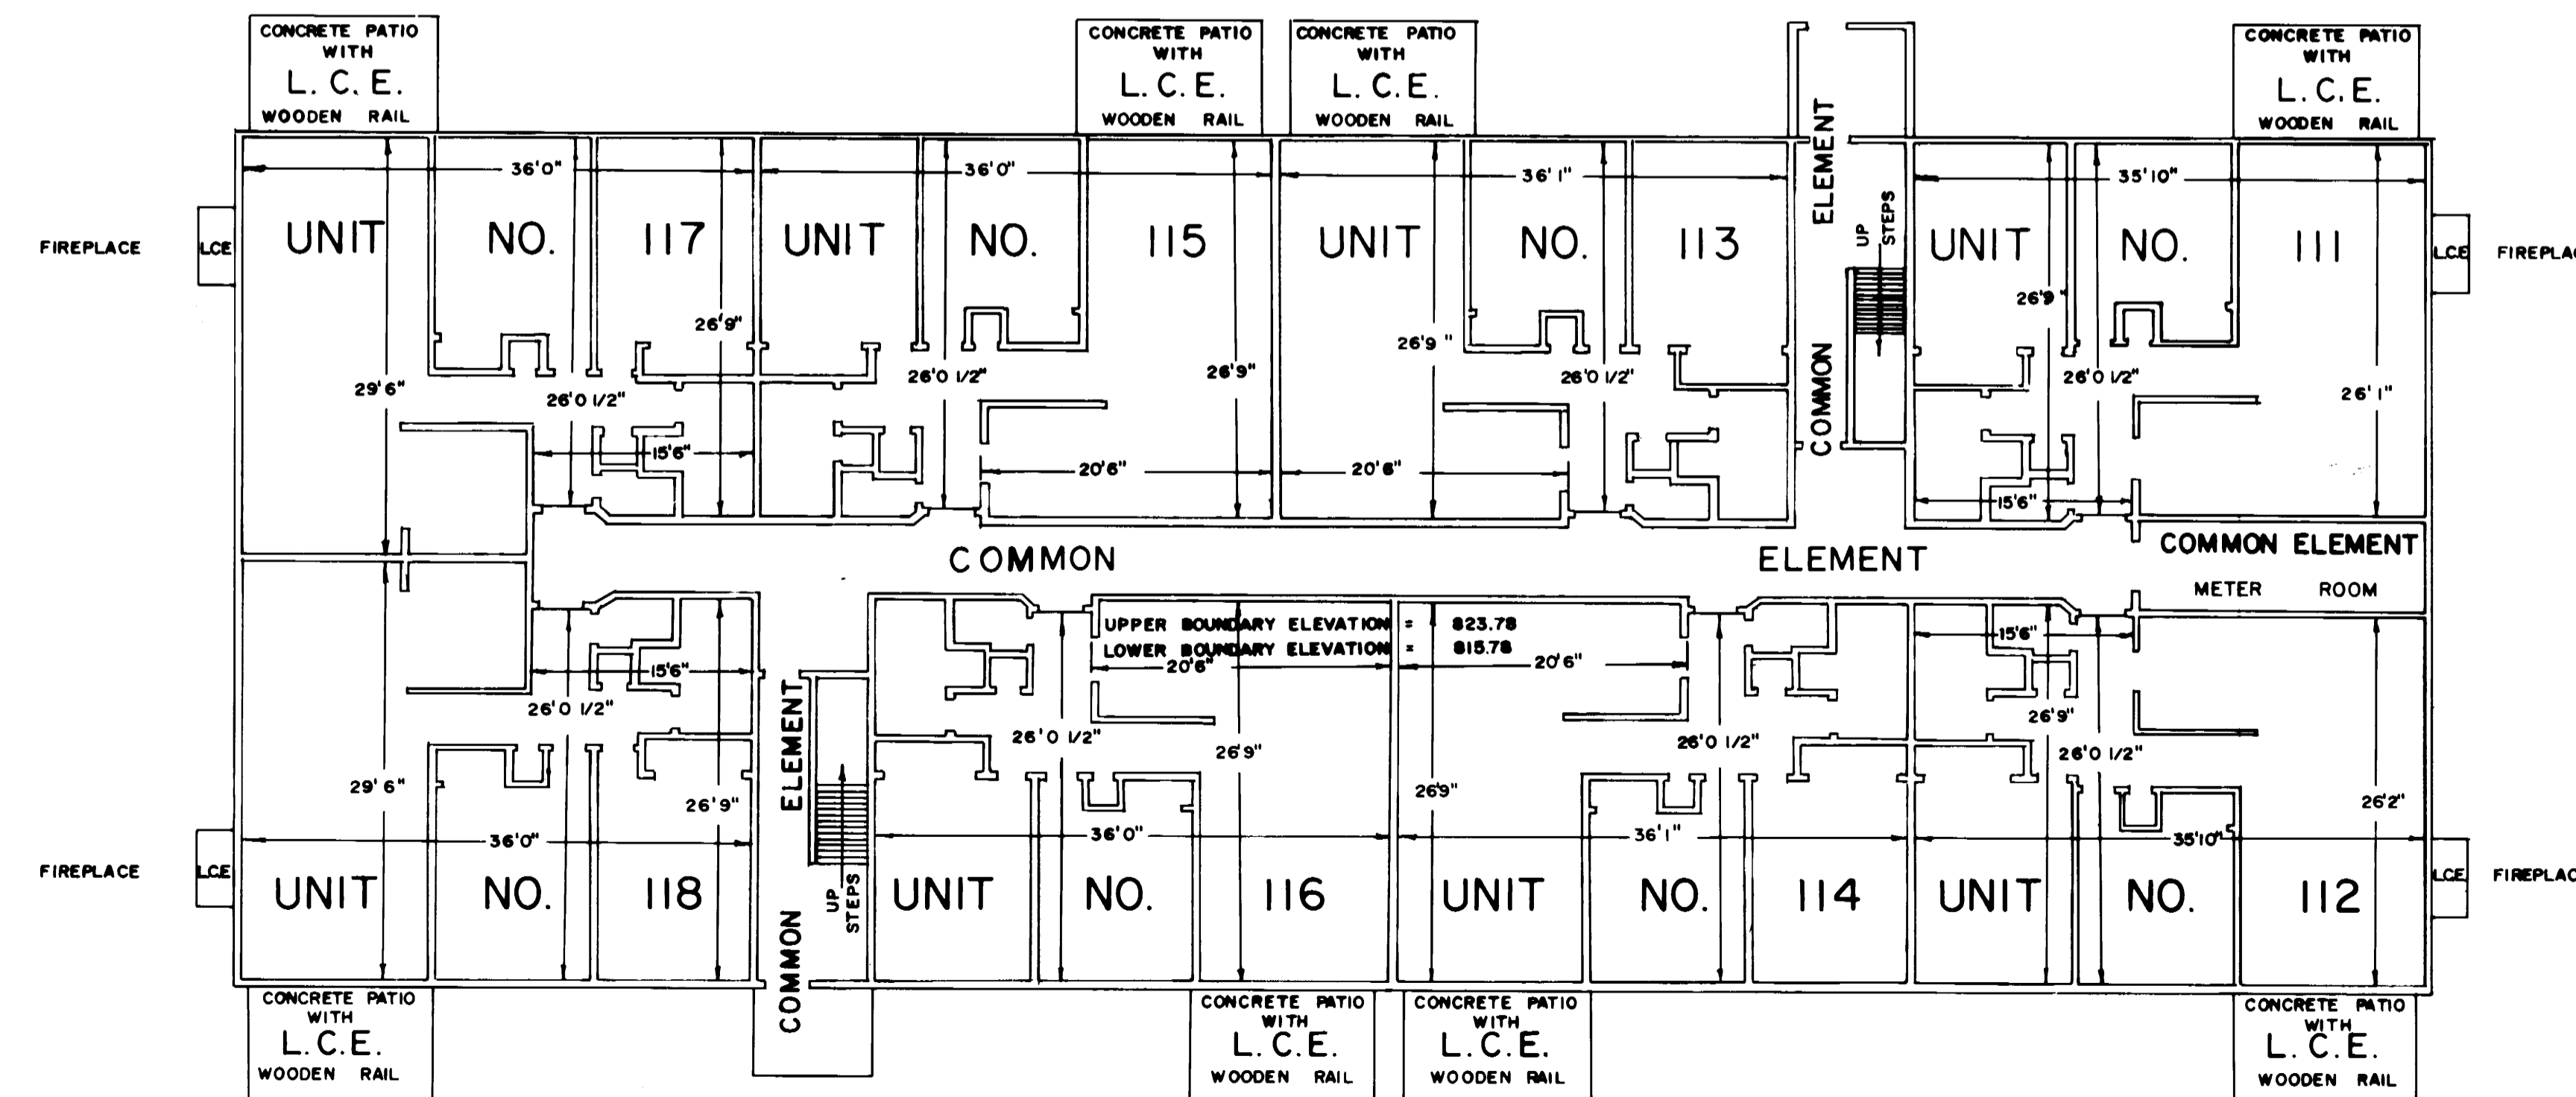 CONCRETE PATIO
WITH
L. C. E.
WOODEN RAIL
CONCRETE PATIO
WITH
L. C. E.
WOODEN RAIL
CONCRETE PATIO
WITH
L. C. E.
WOODEN RAIL
CONCRETE PATIO
WITH
L. C. E.
WOODEN RAIL
36'0"
36'0"
36'1"
35'10"
FIREPLACE
L.C.E
UNIT NO. 117
UNIT NO. 115
UNIT NO. 113
COMMON ELEMENT
UP
STEPS
UNIT NO. 111
L.C.E
FIREPLAC
29'6"
26'0 1/2"
26'9"
26'0 1/2"
26'9"
26'9"
26'0 1/2"
26'9"
26'0 1/2"
26'1"
15'6"
20'6"
20'6"
15'6"
COMMON ELEMENT
COMMON ELEMENT
METER ROOM
UPPER BOUNDARY ELEVATION = 823.78
LOWER BOUNDARY ELEVATION = 815.78
15'6"
20'6"
20'6"
15'6"
29'6"
26'0 1/2"
26'9"
26'0 1/2"
26'9"
26'9"
26'0 1/2"
26'9"
26'0 1/2"
26'2"
36'0"
36'0"
36'1"
35'10"
FIREPLACE
L.C.E
UNIT NO. 118
COMMON ELEMENT
UP
STEPS
UNIT NO. 116
UNIT NO. 114
UNIT NO. 112
L.C.E
FIREPLAC
CONCRETE PATIO
WITH
L. C. E.
WOODEN RAIL
CONCRETE PATIO
WITH
L. C. E.
WOODEN RAIL
CONCRETE PATIO
WITH
L. C. E.
WOODEN RAIL
CONCRETE PATIO
WITH
L. C. E.
WOODEN RAIL